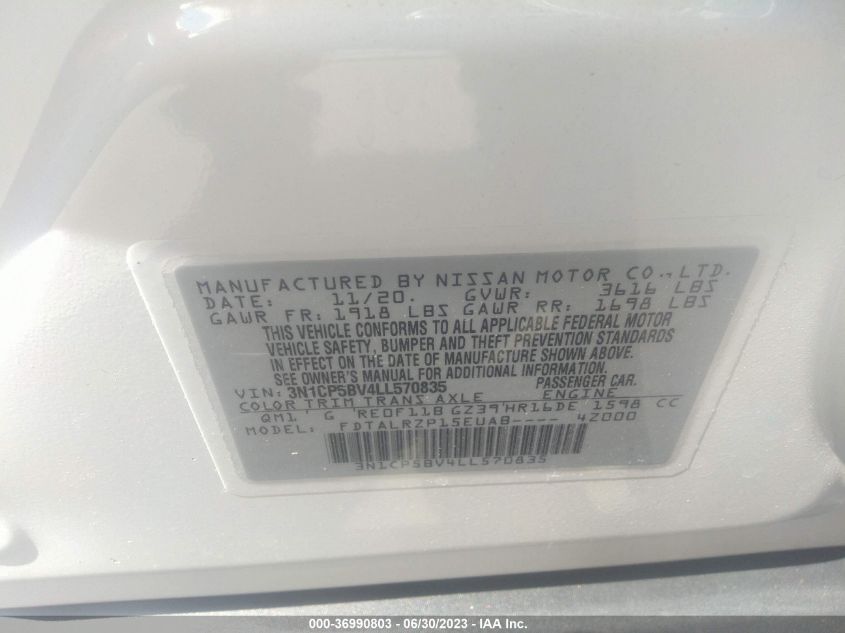 MANUFACTURED BY NISSAN MOTOR CO., LTD.
DATE: 11/20. GVWR: 3616 LBS
GAWR FR: 1918 LBS GAWR RR: 1698 LBS
THIS VEHICLE CONFORMS TO ALL APPLICABLE FEDERAL MOTOR
VEHICLE SAFETY, BUMPER AND THEFT PREVENTION STANDARDS
IN EFFECT ON THE DATE OF MANUFACTURE SHOWN ABOVE.
SEE OWNER'S MANUAL FOR ADDITIONAL INFORMATION.
VIN: 3N1CP5BV4LL570835 PASSENGER CAR.
COLOR TRIM TRANS AXLE ENGINE
QM1 G RE0F11B GZ39 HR16DE 1598 CC
MODEL: FDTALRZP15EUAB---- 4Z000
3N1CP5BV4LL570835
000-36990803 - 06/30/2023 - IAA Inc.